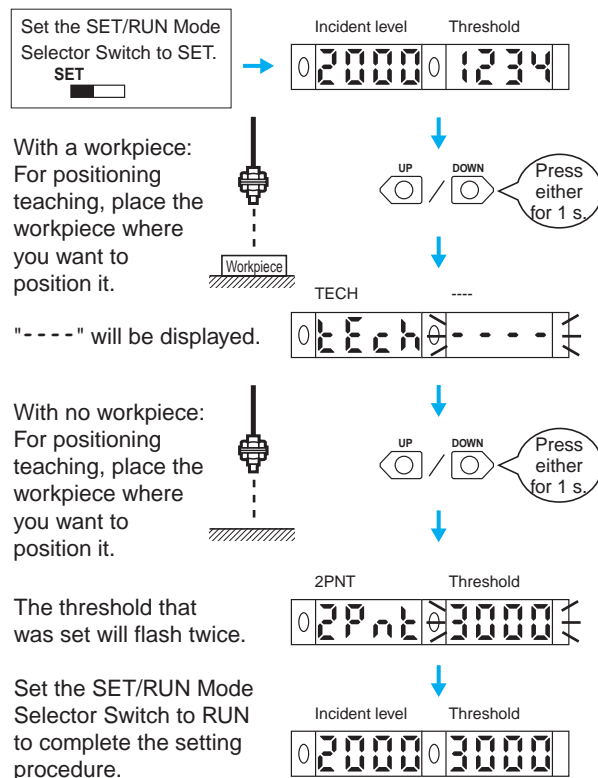 Set the SET/RUN Mode
Selector Switch to SET.
SET
Incident level Threshold
2000 1234
With a workpiece:
For positioning
teaching, place the
workpiece where
you want to
position it.
Workpiece
UP / DOWN
Press
either
for 1 s.
TECH ----
"----" will be displayed.
tEch - - - -
With no workpiece:
For positioning
teaching, place the
workpiece where
you want to
position it.
UP / DOWN
Press
either
for 1 s.
2PNT Threshold
The threshold that
was set will flash twice.
2Pnt 3000
Set the SET/RUN Mode
Selector Switch to RUN
to complete the setting
procedure.
Incident level Threshold
2000 3000